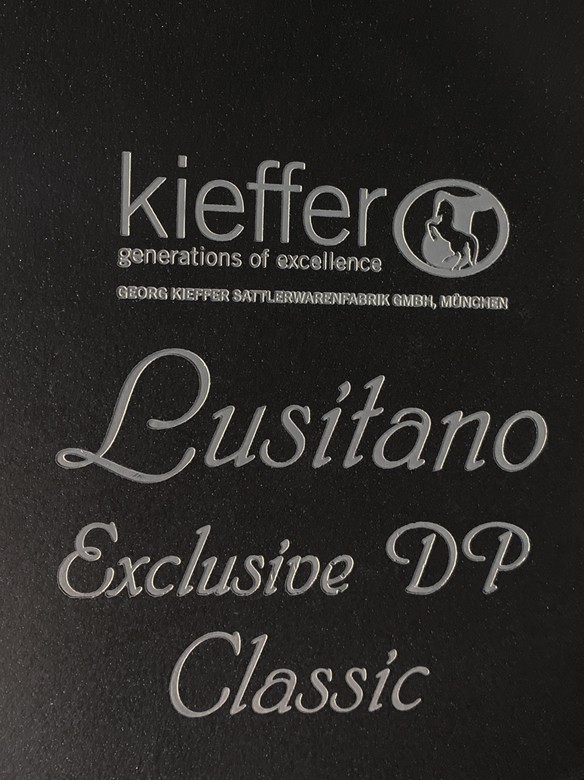 kieffer
generations of excellence
GEORG KIEFFER SATTLERWARENFABRIK GMBH, MÜNCHEN
Lusitano
Exclusive DP
Classic